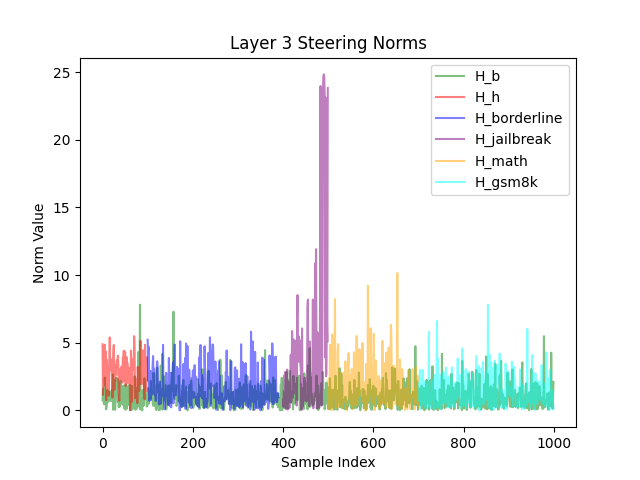 Layer 3 Steering Norms
25
20
15
10
5
0
Norm Value
0 200 400 600 800 1000
Sample Index
H_b
H_h
H_borderline
H_jailbreak
H_math
H_gsm8k